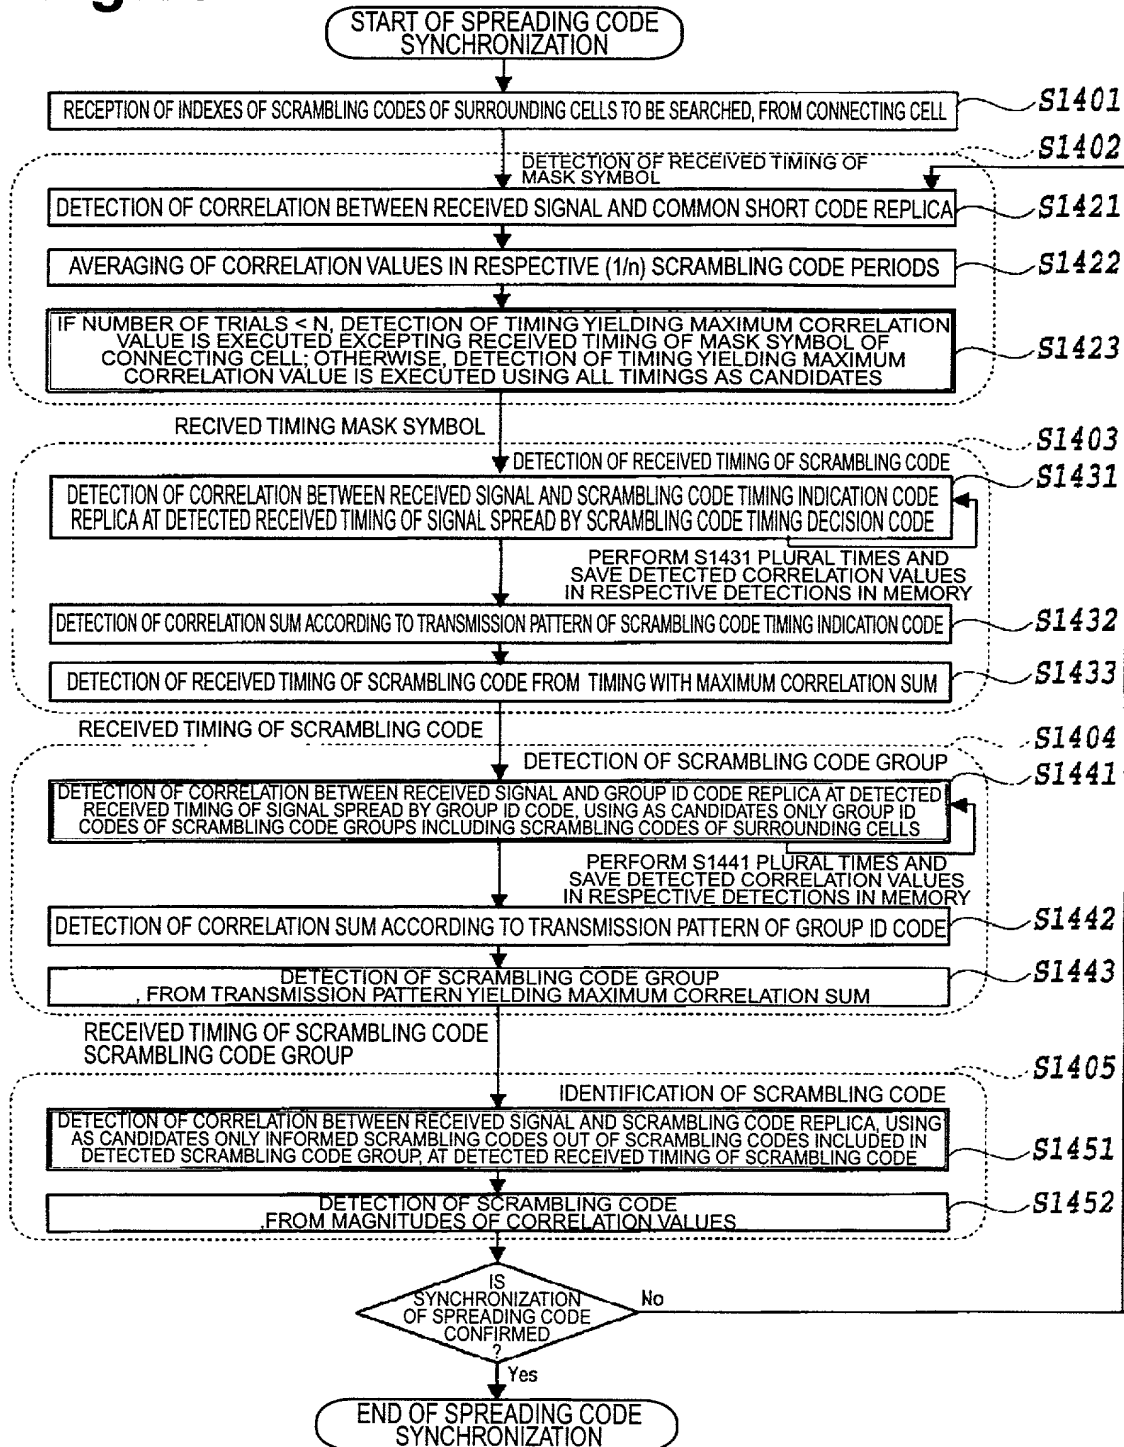 START OF SPREADING CODE
SYNCHRONIZATION
RECEPTION OF INDEXES OF SCRAMBLING CODES OF SURROUNDING CELLS TO BE SEARCHED, FROM CONNECTING CELL
S1401
S1402
DETECTION OF RECEIVED TIMING OF
MASK SYMBOL
DETECTION OF CORRELATION BETWEEN RECEIVED SIGNAL AND COMMON SHORT CODE REPLICA
S1421
AVERAGING OF CORRELATION VALUES IN RESPECTIVE (1/n) SCRAMBLING CODE PERIODS
S1422
IF NUMBER OF TRIALS < N, DETECTION OF TIMING YIELDING MAXIMUM CORRELATION
VALUE IS EXECUTED EXCEPTING RECEIVED TIMING OF MASK SYMBOL OF
CONNECTING CELL; OTHERWISE, DETECTION OF TIMING YIELDING MAXIMUM
CORRELATION VALUE IS EXECUTED USING ALL TIMINGS AS CANDIDATES
S1423
RECIVED TIMING MASK SYMBOL
S1403
DETECTION OF RECEIVED TIMING OF SCRAMBLING CODE
S1431
DETECTION OF CORRELATION BETWEEN RECEIVED SIGNAL AND SCRAMBLING CODE TIMING INDICATION CODE
REPLICA AT DETECTED RECEIVED TIMING OF SIGNAL SPREAD BY SCRAMBLING CODE TIMING DECISION CODE
PERFORM S1431 PLURAL TIMES AND
SAVE DETECTED CORRELATION VALUES
IN RESPECTIVE DETECTIONS IN MEMORY
DETECTION OF CORRELATION SUM ACCORDING TO TRANSMISSION PATTERN OF SCRAMBLING CODE TIMING INDICATION CODE
S1432
DETECTION OF RECEIVED TIMING OF SCRAMBLING CODE FROM TIMING WITH MAXIMUM CORRELATION SUM
S1433
RECEIVED TIMING OF SCRAMBLING CODE
S1404
DETECTION OF SCRAMBLING CODE GROUP
S1441
DETECTION OF CORRELATION BETWEEN RECEIVED SIGNAL AND GROUP ID CODE REPLICA AT DETECTED
RECEIVED TIMING OF SIGNAL SPREAD BY GROUP ID CODE, USING AS CANDIDATES ONLY GROUP ID
CODES OF SCRAMBLING CODE GROUPS INCLUDING SCRAMBLING CODES OF SURROUNDING CELLS
PERFORM S1441 PLURAL TIMES AND
SAVE DETECTED CORRELATION VALUES
IN RESPECTIVE DETECTIONS IN MEMORY
DETECTION OF CORRELATION SUM ACCORDING TO TRANSMISSION PATTERN OF GROUP ID CODE
S1442
DETECTION OF SCRAMBLING CODE GROUP
, FROM TRANSMISSION PATTERN YIELDING MAXIMUM CORRELATION SUM
S1443
RECEIVED TIMING OF SCRAMBLING CODE
SCRAMBLING CODE GROUP
S1405
IDENTIFICATION OF SCRAMBLING CODE
DETECTION OF CORRELATION BETWEEN RECEIVED SIGNAL AND SCRAMBLING CODE REPLICA, USING
AS CANDIDATES ONLY INFORMED SCRAMBLING CODES OUT OF SCRAMBLING CODES INCLUDED IN
DETECTED SCRAMBLING CODE GROUP, AT DETECTED RECEIVED TIMING OF SCRAMBLING CODE
S1451
DETECTION OF SCRAMBLING CODE
,FROM MAGNITUDES OF CORRELATION VALUES
S1452
IS
SYNCHRONIZATION
OF SPREADING CODE
CONFIRMED
?
No
Yes
END OF SPREADING CODE
SYNCHRONIZATION